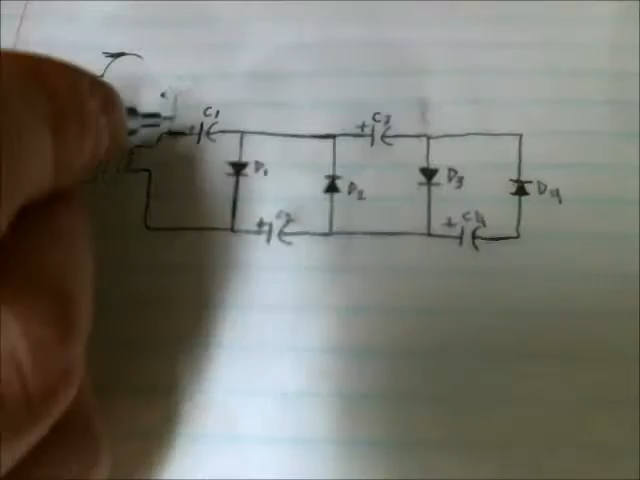 + C1
+ C3
D1
D2
D3
D4
+ C2
+ C4